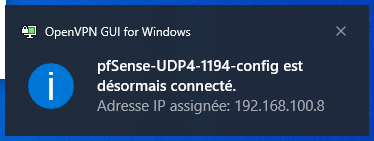 OpenVPN GUI for Windows
pfSense-UDP4-1194-config est
désormais connecté.
Adresse IP assignée: 192.168.100.8